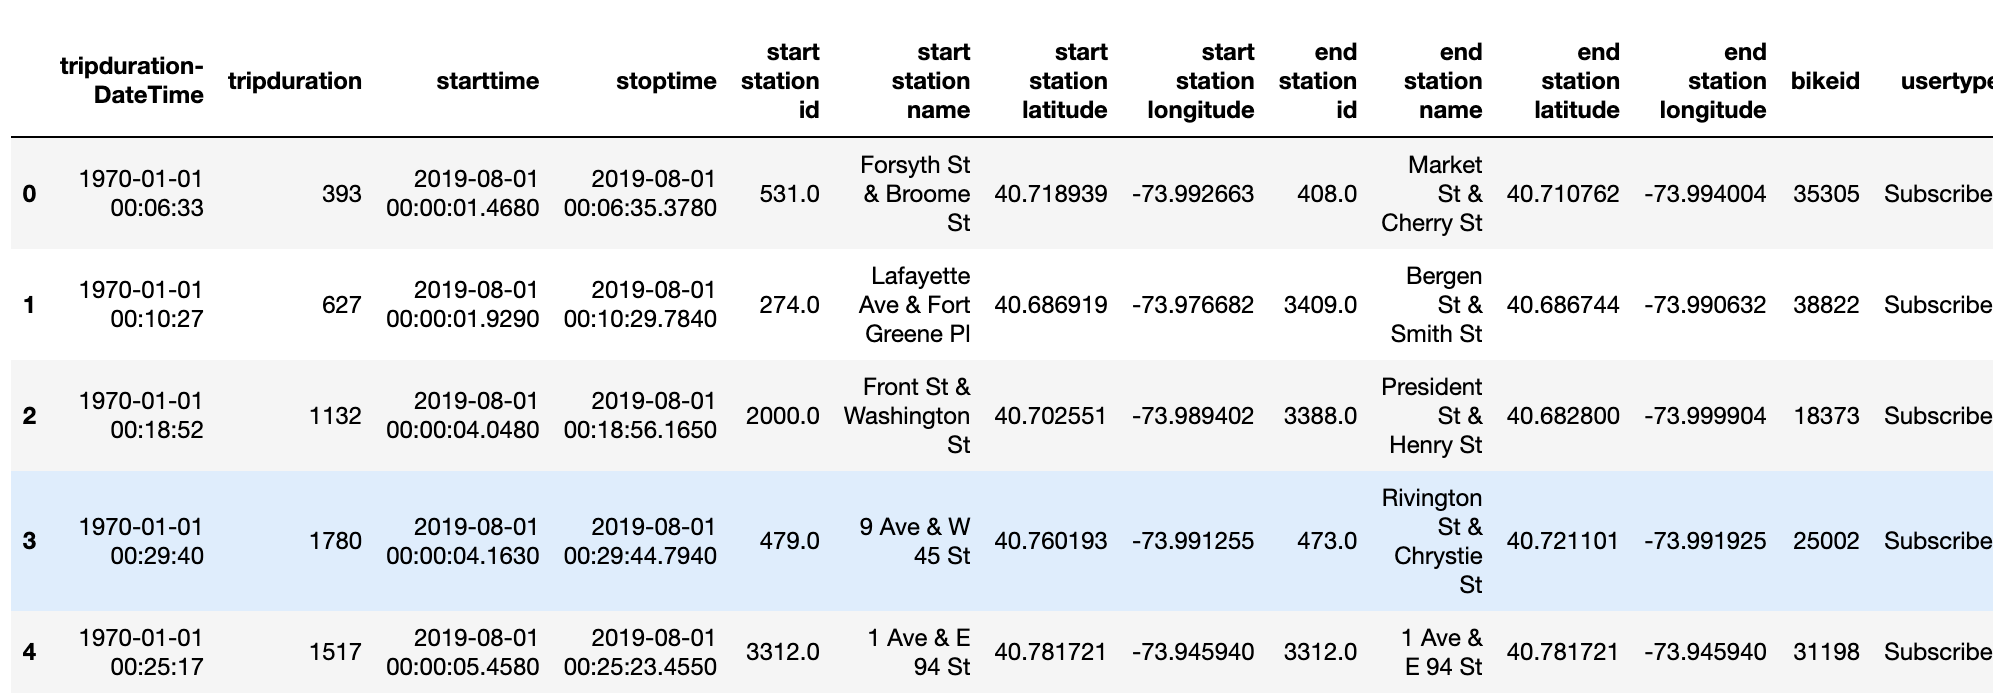 tripduration-
DateTime
tripduration
starttime
stoptime
start
station
id
start
station
name
start
station
latitude
start
station
longitude
end
station
id
end
station
name
end
station
latitude
end
station
longitude
bikeid
usertype
0
1970-01-01
00:06:33
393
2019-08-01
00:00:01.4680
2019-08-01
00:06:35.3780
531.0
Forsyth St
& Broome
St
40.718939
-73.992663
408.0
Market
St &
Cherry St
40.710762
-73.994004
35305
Subscribe
1
1970-01-01
00:10:27
627
2019-08-01
00:00:01.9290
2019-08-01
00:10:29.7840
274.0
Lafayette
Ave & Fort
Greene Pl
40.686919
-73.976682
3409.0
Bergen
St &
Smith St
40.686744
-73.990632
38822
Subscribe
2
1970-01-01
00:18:52
1132
2019-08-01
00:00:04.0480
2019-08-01
00:18:56.1650
2000.0
Front St &
Washington
St
40.702551
-73.989402
3388.0
President
St &
Henry St
40.682800
-73.999904
18373
Subscribe
3
1970-01-01
00:29:40
1780
2019-08-01
00:00:04.1630
2019-08-01
00:29:44.7940
479.0
9 Ave & W
45 St
40.760193
-73.991255
473.0
Rivington
St &
Chrystie
St
40.721101
-73.991925
25002
Subscribe
4
1970-01-01
00:25:17
1517
2019-08-01
00:00:05.4580
2019-08-01
00:25:23.4550
3312.0
1 Ave & E
94 St
40.781721
-73.945940
3312.0
1 Ave &
E 94 St
40.781721
-73.945940
31198
Subscribe